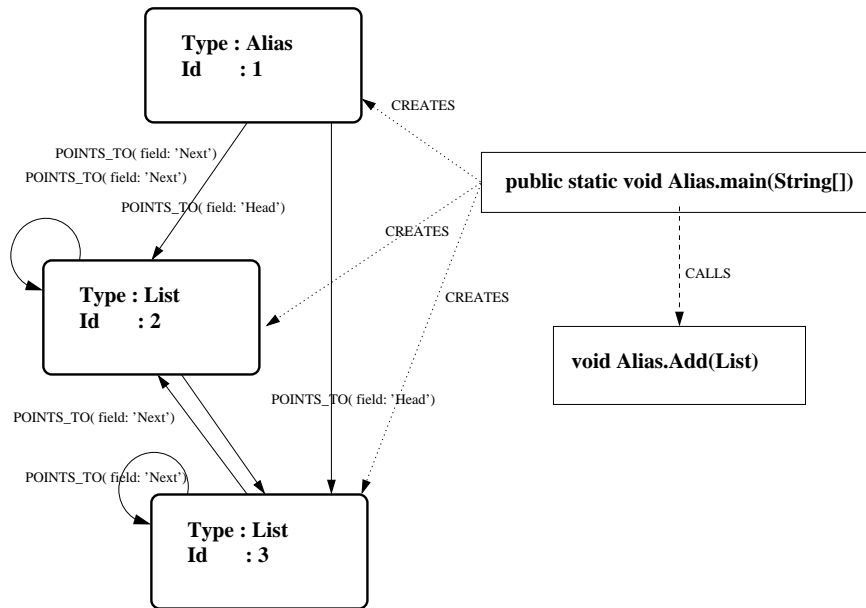 Type : Alias
Id : 1
CREATES
POINTS_TO( field: 'Next')
POINTS_TO( field: 'Next')
public static void Alias.main(String[])
POINTS_TO( field: 'Head')
CREATES
CALLS
Type : List
Id : 2
CREATES
void Alias.Add(List)
POINTS_TO( field: 'Head')
POINTS_TO( field: 'Next')
POINTS_TO( field: 'Next')
Type : List
Id : 3